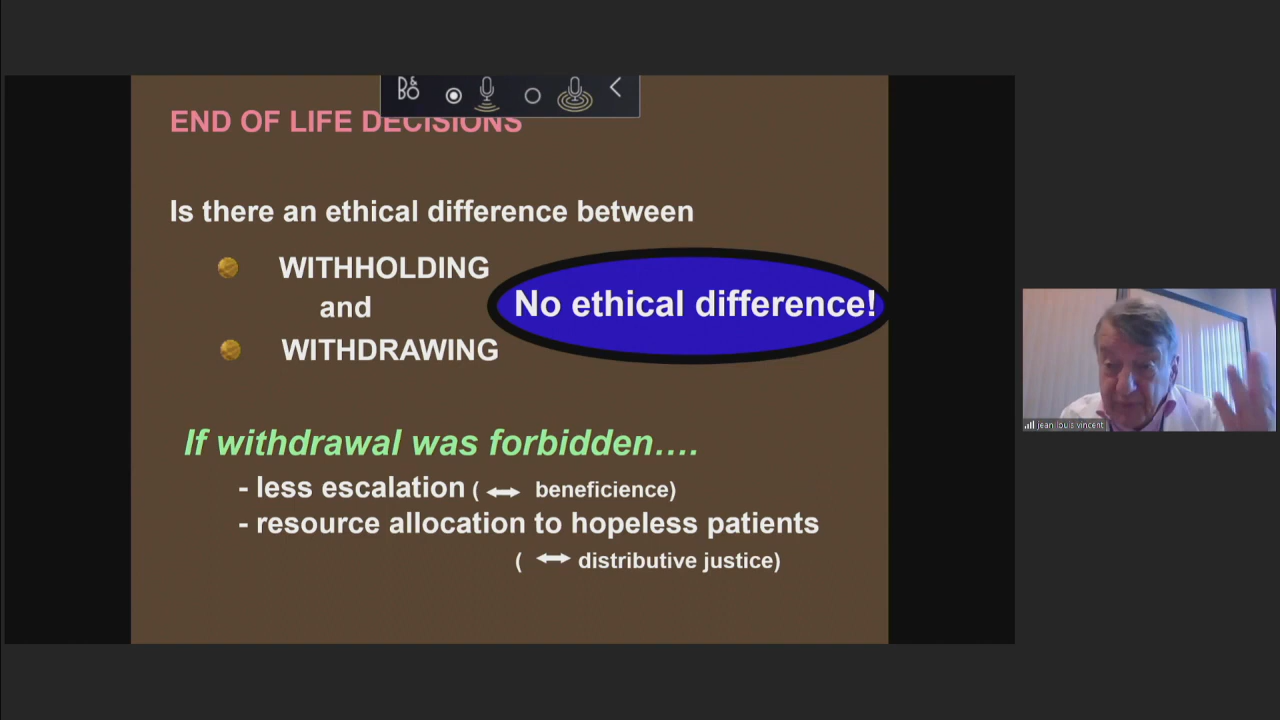 B&O
END OF LIFE DECISIONS
Is there an ethical difference between
WITHHOLDING
and
No ethical difference!
WITHDRAWING
If withdrawal was forbidden....
- less escalation ( ↔ beneficience)
- resource allocation to hopeless patients
( ↔ distributive justice)
jean louis vincent